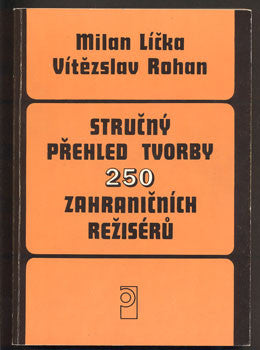 Milan Líčka
Vítězslav Rohan
STRUČNÝ
PŘEHLED TVORBY
250
ZAHRANIČNÍCH
REŽISÉRŮ